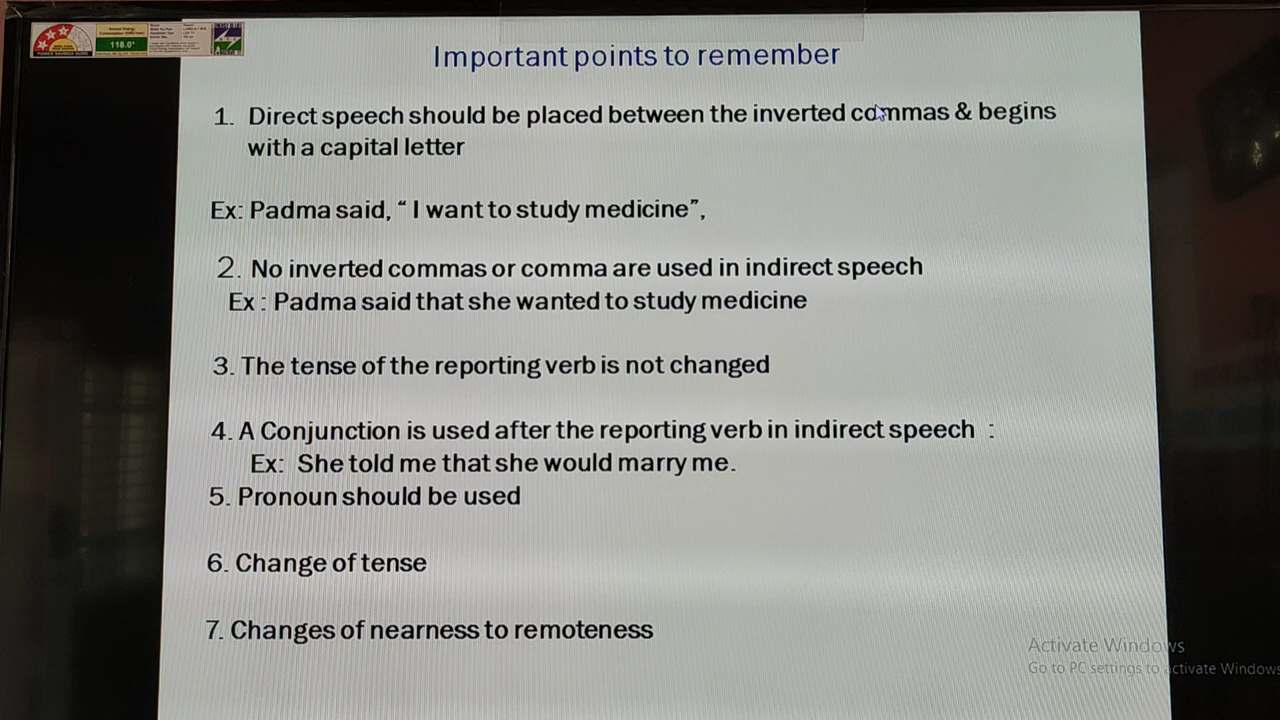 118.0*
Important points to remember
1. Direct speech should be placed between the inverted commas & begins
with a capital letter
Ex: Padma said, “ I want to study medicine”,
2. No inverted commas or comma are used in indirect speech
Ex : Padma said that she wanted to study medicine
3. The tense of the reporting verb is not changed
4. A Conjunction is used after the reporting verb in indirect speech :
Ex: She told me that she would marry me.
5. Pronoun should be used
6. Change of tense
7. Changes of nearness to remoteness
Activate Windows
Go to PC settings to activate Windows